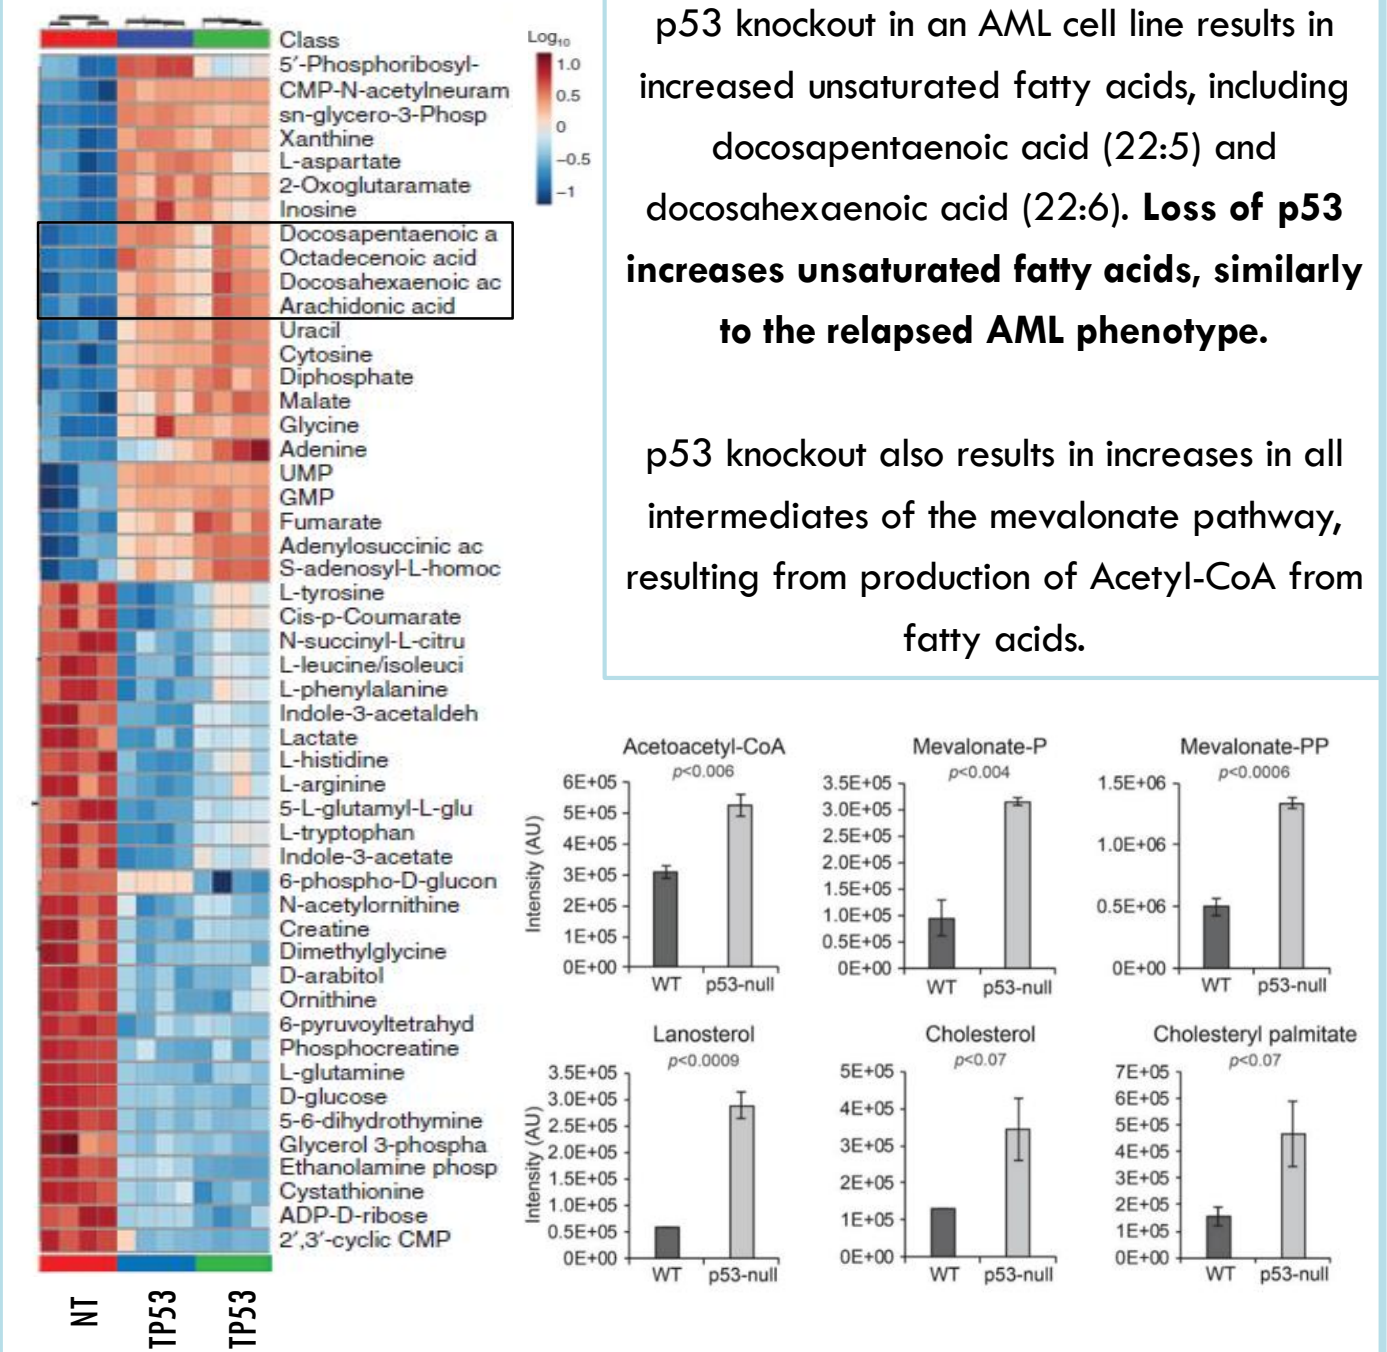 Class
5′-Phosphoribosyl-
CMP-N-acetylneuram
sn-glycero-3-Phosp
Xanthine
L-aspartate
2-Oxoglutaramate
Inosine
Docosapentaenoic a
Octadecenoic acid
Docosahexaenoic ac
Arachidonic acid
Uracil
Cytosine
Diphosphate
Malate
Glycine
Adenine
UMP
GMP
Fumarate
Adenylosuccinic ac
S-adenosyl-L-homoc
L-tyrosine
Cis-p-Coumarate
N-succinyl-L-citru
L-leucine/isoleuci
L-phenylalanine
Indole-3-acetaldeh
Lactate
L-histidine
L-arginine
5-L-glutamyl-L-glu
L-tryptophan
Indole-3-acetate
6-phospho-D-glucon
N-acetylornithine
Creatine
Dimethylglycine
D-arabitol
Ornithine
6-pyruvoyltetrahyd
Phosphocreatine
L-glutamine
D-glucose
5-6-dihydrothymine
Glycerol 3-phospha
Ethanolamine phosp
Cystathionine
ADP-D-ribose
2′,3′-cyclic CMP
NT
TP53
TP53
Log₁₀
1.0
0.5
0
−0.5
−1
p53 knockout in an AML cell line results in
increased unsaturated fatty acids, including
docosapentaenoic acid (22:5) and
docosahexaenoic acid (22:6). Loss of p53
increases unsaturated fatty acids, similarly
to the relapsed AML phenotype.
p53 knockout also results in increases in all
intermediates of the mevalonate pathway,
resulting from production of Acetyl-CoA from
fatty acids.
Acetoacetyl-CoA
p<0.006
Intensity (AU)
6E+05
5E+05
4E+05
3E+05
2E+05
1E+05
0E+00
WT p53-null
Mevalonate-P
p<0.004
3.5E+05
3.0E+05
2.5E+05
2.0E+05
1.5E+05
1.0E+05
0.5E+05
0E+00
WT p53-null
Mevalonate-PP
p<0.0006
1.5E+06
1.0E+06
0.5E+06
0E+00
WT p53-null
Lanosterol
p<0.0009
Intensity (AU)
3.5E+05
3.0E+05
2.5E+05
2.0E+05
1.5E+05
1.0E+05
0.5E+05
0E+00
WT p53-null
Cholesterol
p<0.07
5E+05
4E+05
3E+05
2E+05
1E+05
0E+00
WT p53-null
Cholesteryl palmitate
p<0.07
7E+05
6E+05
5E+05
4E+05
3E+05
2E+05
1E+05
0E+00
WT p53-null